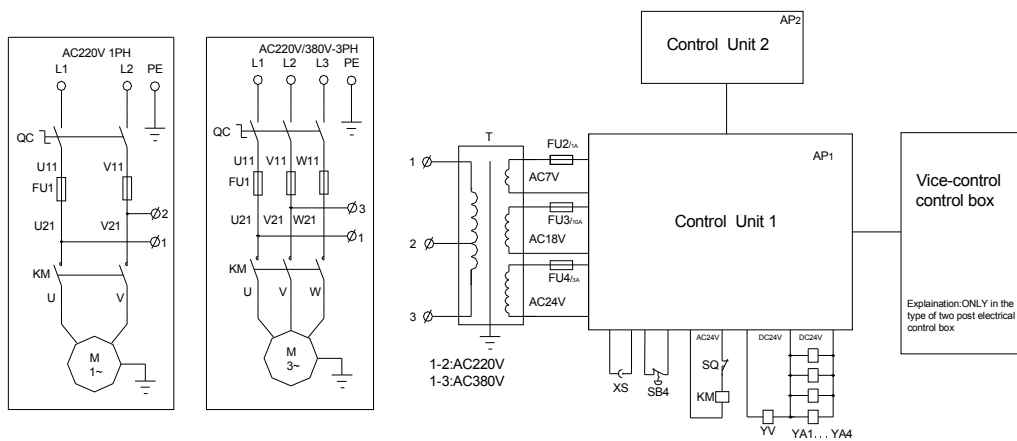 AC220V 1PH
L1 L2 PE
QC
U11 V11
FU1
U21 V21
2
1
KM
U V
M
1~
AC220V/380V-3PH
L1 L2 L3 PE
QC
U11 V11 W11
FU1
U21 V21 W21
3
1
KM
U V W
M
3~
T
1
2
3
FU2/1A
AC7V
FU3/10A
AC18V
FU4/3A
AC24V
1-2:AC220V
1-3:AC380V
AP2
Control Unit 2
AP1
Control Unit 1
AC24V DC24V DC24V
XS
SB4
SQ
KM
YV
YA1...YA4
Vice-control
control box
Explaination:ONLY in the
type of two post electrical
control box